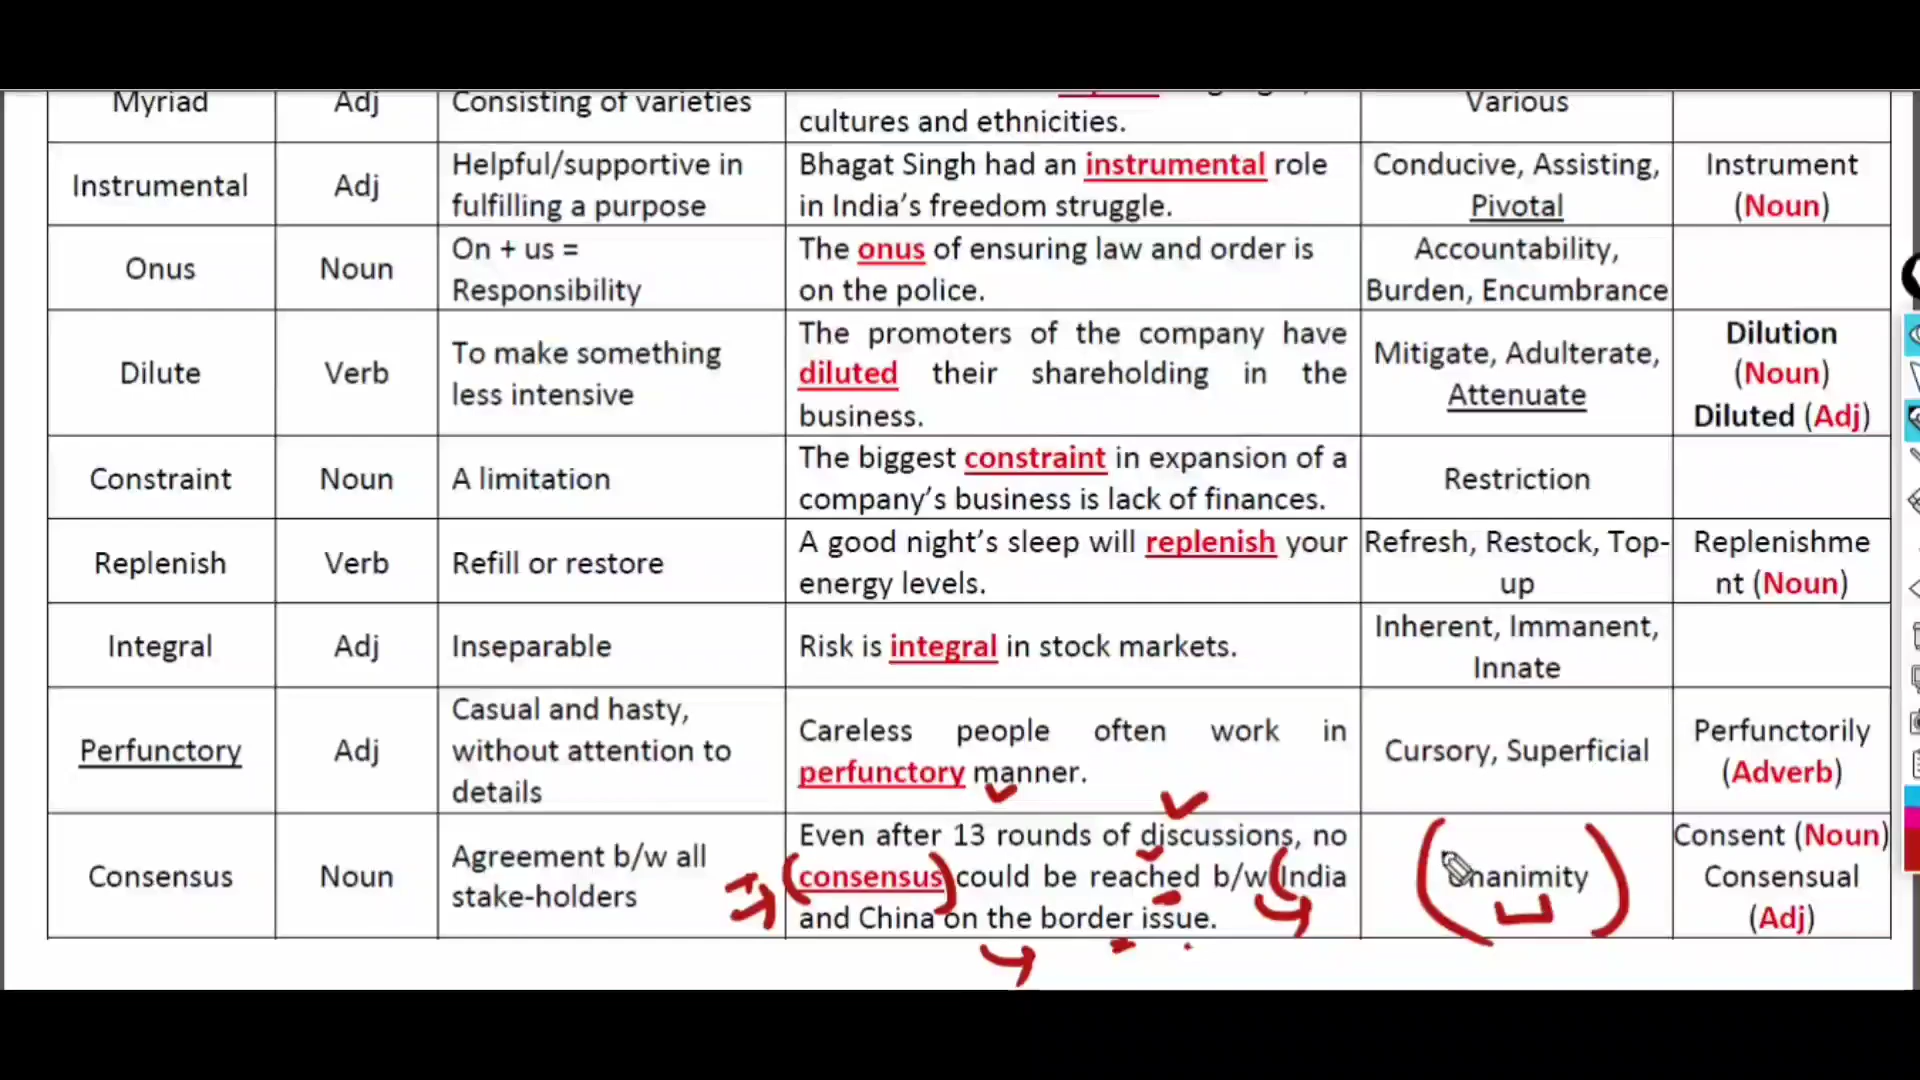 Myriad Adj Consisting of varieties Various
cultures and ethnicities.
Instrumental Adj Helpful/supportive in
fulfilling a purpose
Bhagat Singh had an instrumental role
in India’s freedom struggle.
Conducive, Assisting,
Pivotal
Instrument
(Noun)
Onus Noun On + us =
Responsibility
The onus of ensuring law and order is
on the police.
Accountability,
Burden, Encumbrance
Dilute Verb To make something
less intensive
The promoters of the company have
diluted their shareholding in the
business.
Mitigate, Adulterate,
Attenuate
Dilution
(Noun)
Diluted (Adj)
Constraint Noun A limitation
The biggest constraint in expansion of a
company’s business is lack of finances.
Restriction
Replenish Verb Refill or restore
A good night’s sleep will replenish your
energy levels.
Refresh, Restock, Top-
up
Replenishme
nt (Noun)
Integral Adj Inseparable
Risk is integral in stock markets.
Inherent, Immanent,
Innate
Perfunctory Adj Casual and hasty,
without attention to
details
Careless people often work in
perfunctory manner.
Cursory, Superficial
Perfunctorily
(Adverb)
Consensus Noun Agreement b/w all
stake-holders
Even after 13 rounds of discussions, no
consensus could be reached b/w India
and China on the border issue.
Unanimity
Consent (Noun)
Consensual
(Adj)